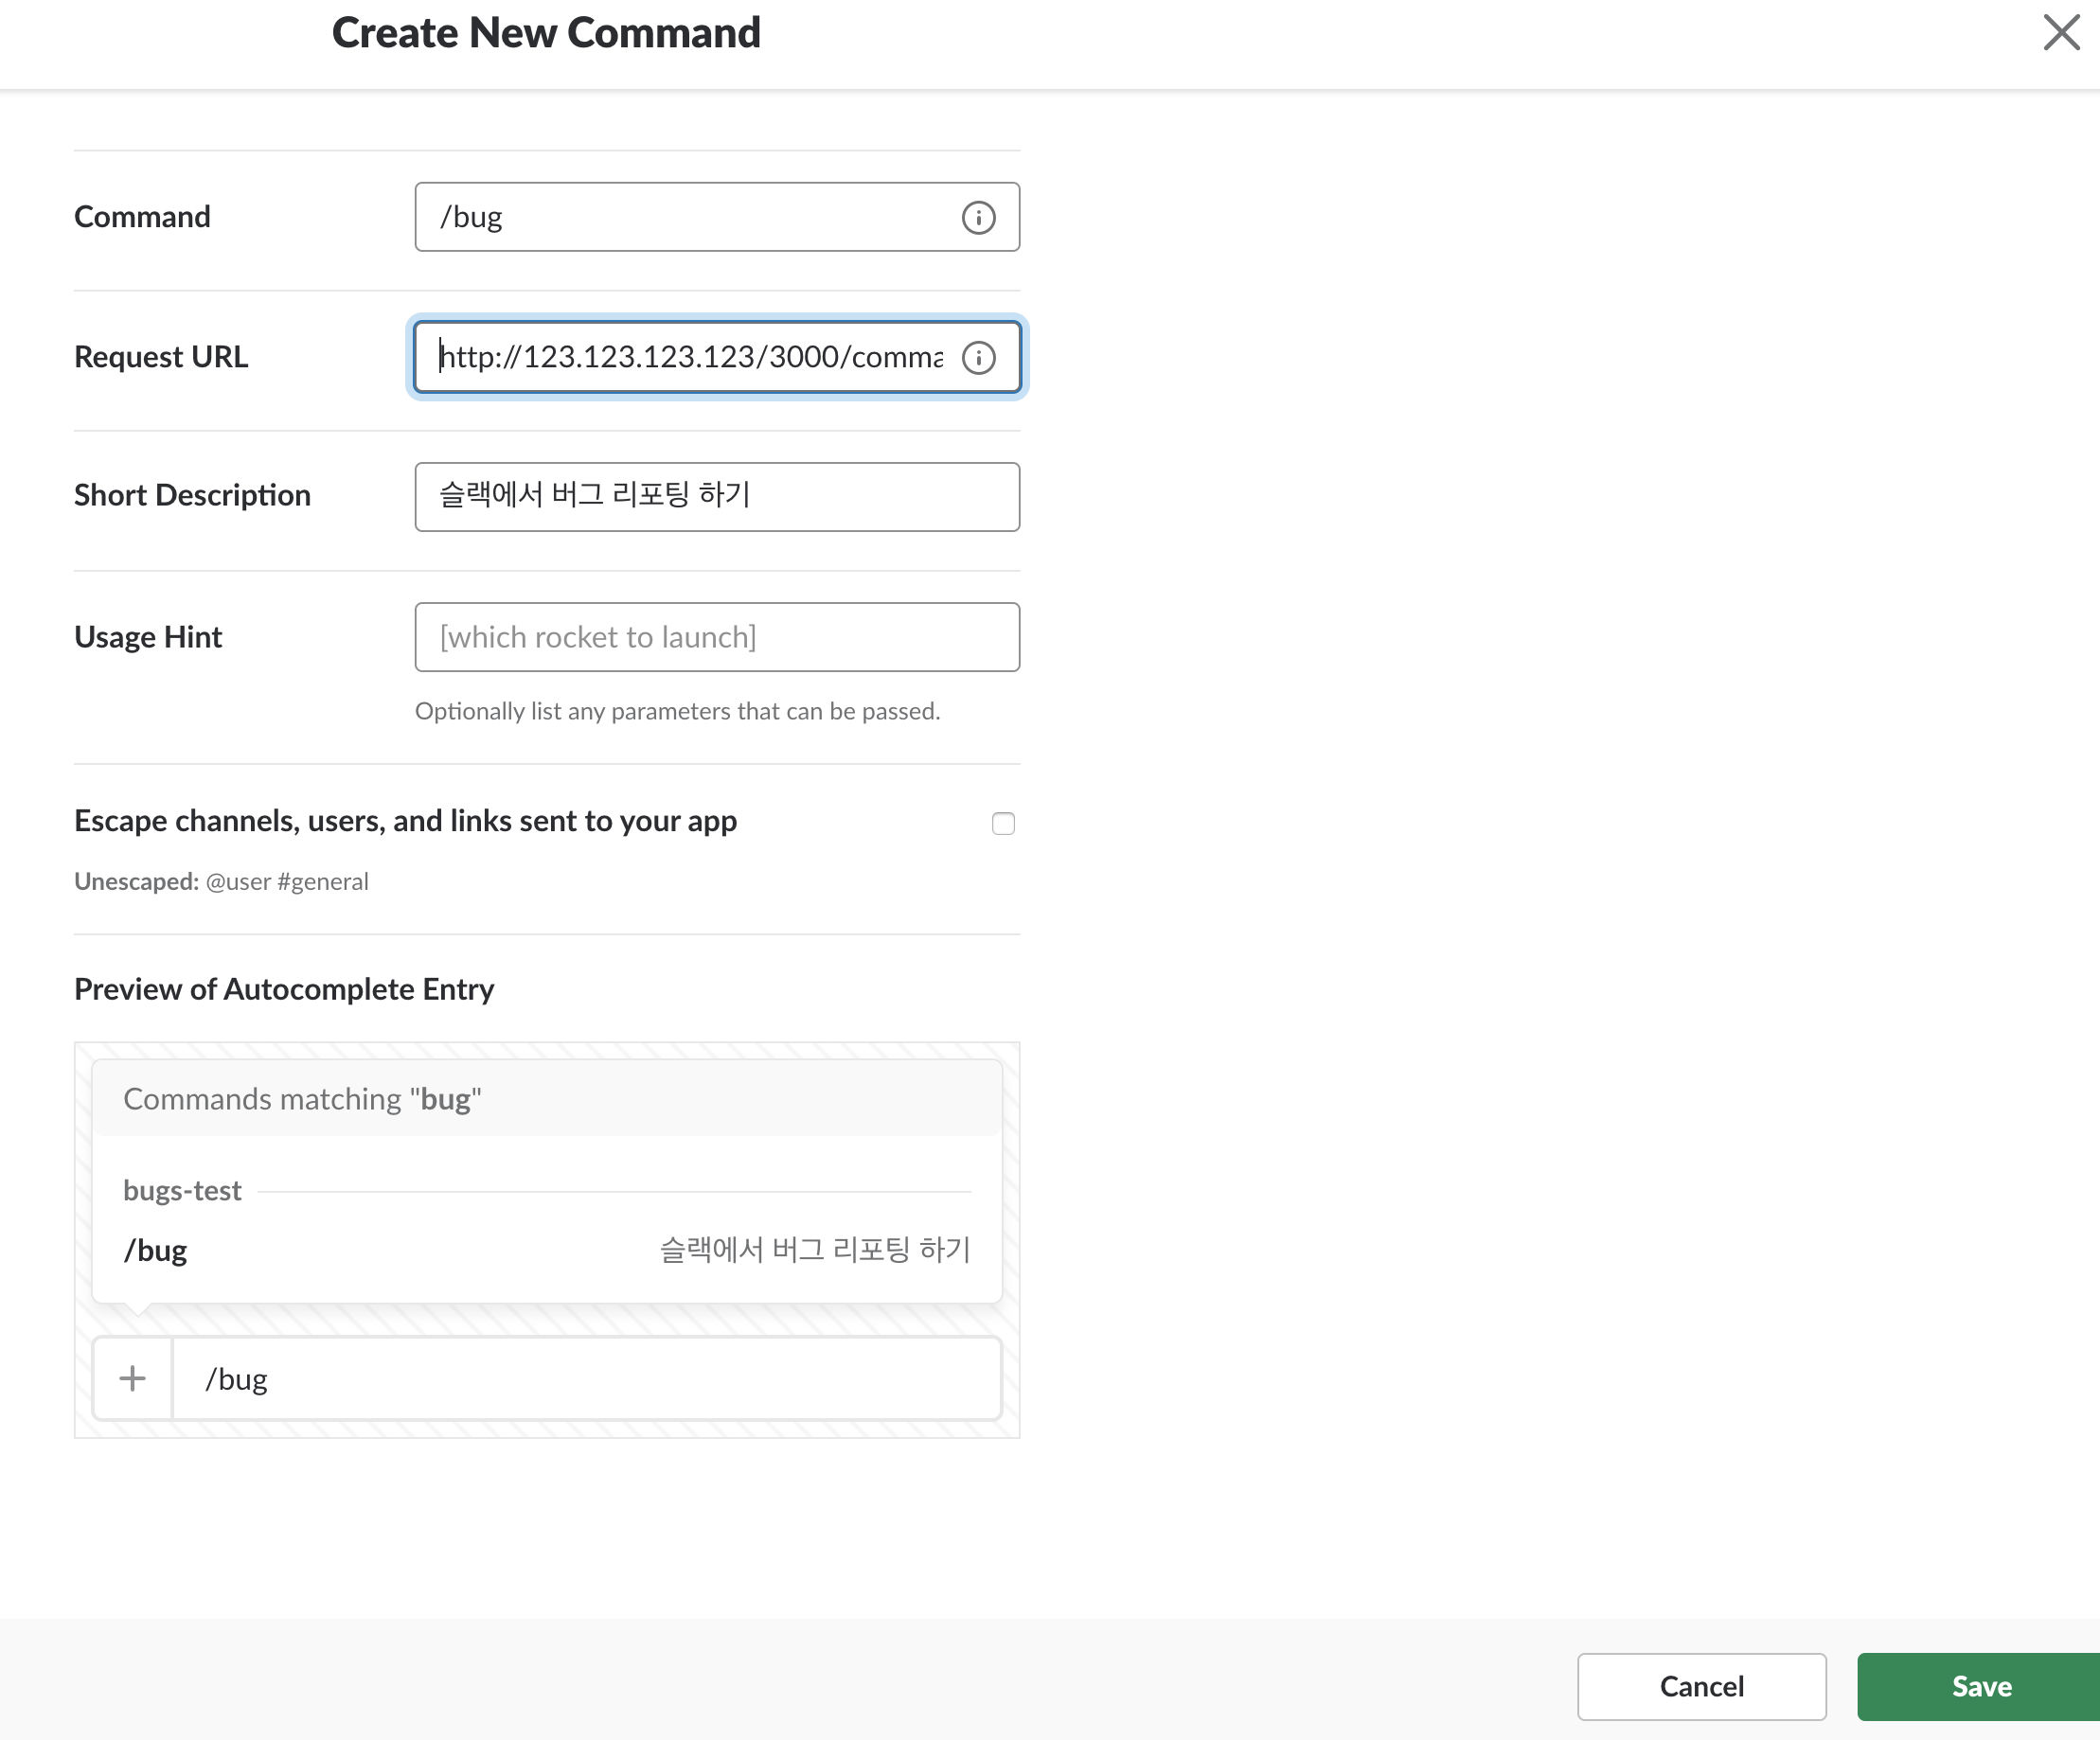 Create New Command
Command
/bug
Request URL
http://123.123.123.123/3000/comma
Short Description
슬랙에서 버그 리포팅 하기
Usage Hint
[which rocket to launch]
Optionally list any parameters that can be passed.
Escape channels, users, and links sent to your app
Unescaped: @user #general
Preview of Autocomplete Entry
Commands matching "bug"
bugs-test
/bug 슬랙에서 버그 리포팅 하기
/bug
Cancel
Save